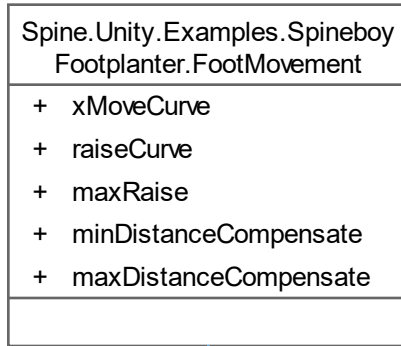 Spine.Unity.Examples.Spineboy
Footplanter.FootMovement
+ xMoveCurve
+ raiseCurve
+ maxRaise
+ minDistanceCompensate
+ maxDistanceCompensate